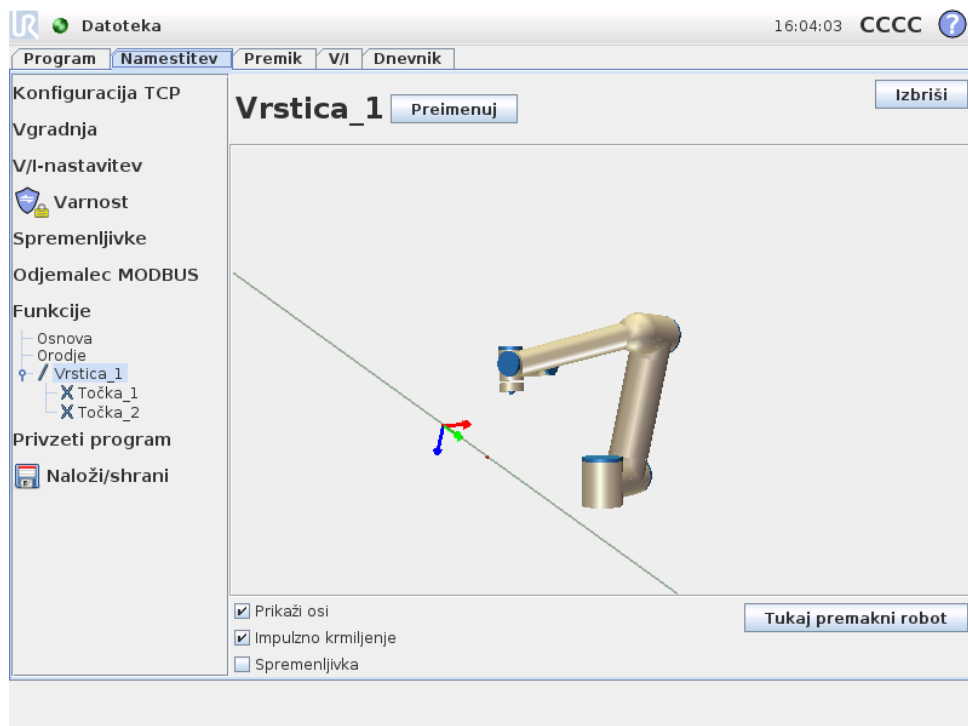 UR Datoteka 16:04:03 CCCC ?
Program Namestitev Premik V/I Dnevnik
Konfiguracija TCP
Vgradnja
V/I-nastavitev
Varnost
Spremenljivke
Odjemalec MODBUS
Funkcije
Osnova
Orodje
Vrstica_1
Točka_1
Točka_2
Privzeti program
Naloži/shrani
Vrstica_1 Preimenuj Izbriši
Prikaži osi
Impulzno krmiljenje
Spremenljivka
Tukaj premakni robot